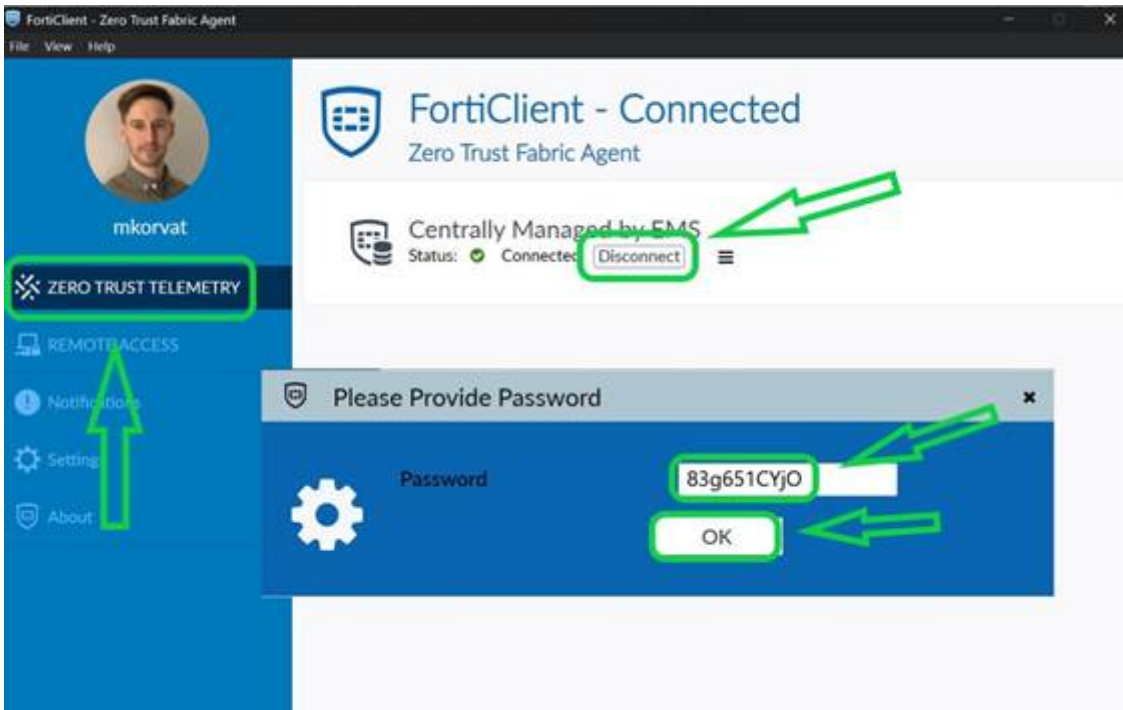 FortiClient - Zero Trust Fabric Agent
File View Help
mkorvat
ZERO TRUST TELEMETRY
REMOTE ACCESS
Notifications
Settings
About
FortiClient - Connected
Zero Trust Fabric Agent
Centrally Managed by EMS
Status: Connected Disconnect
Please Provide Password
Password 83g651CYjO
OK